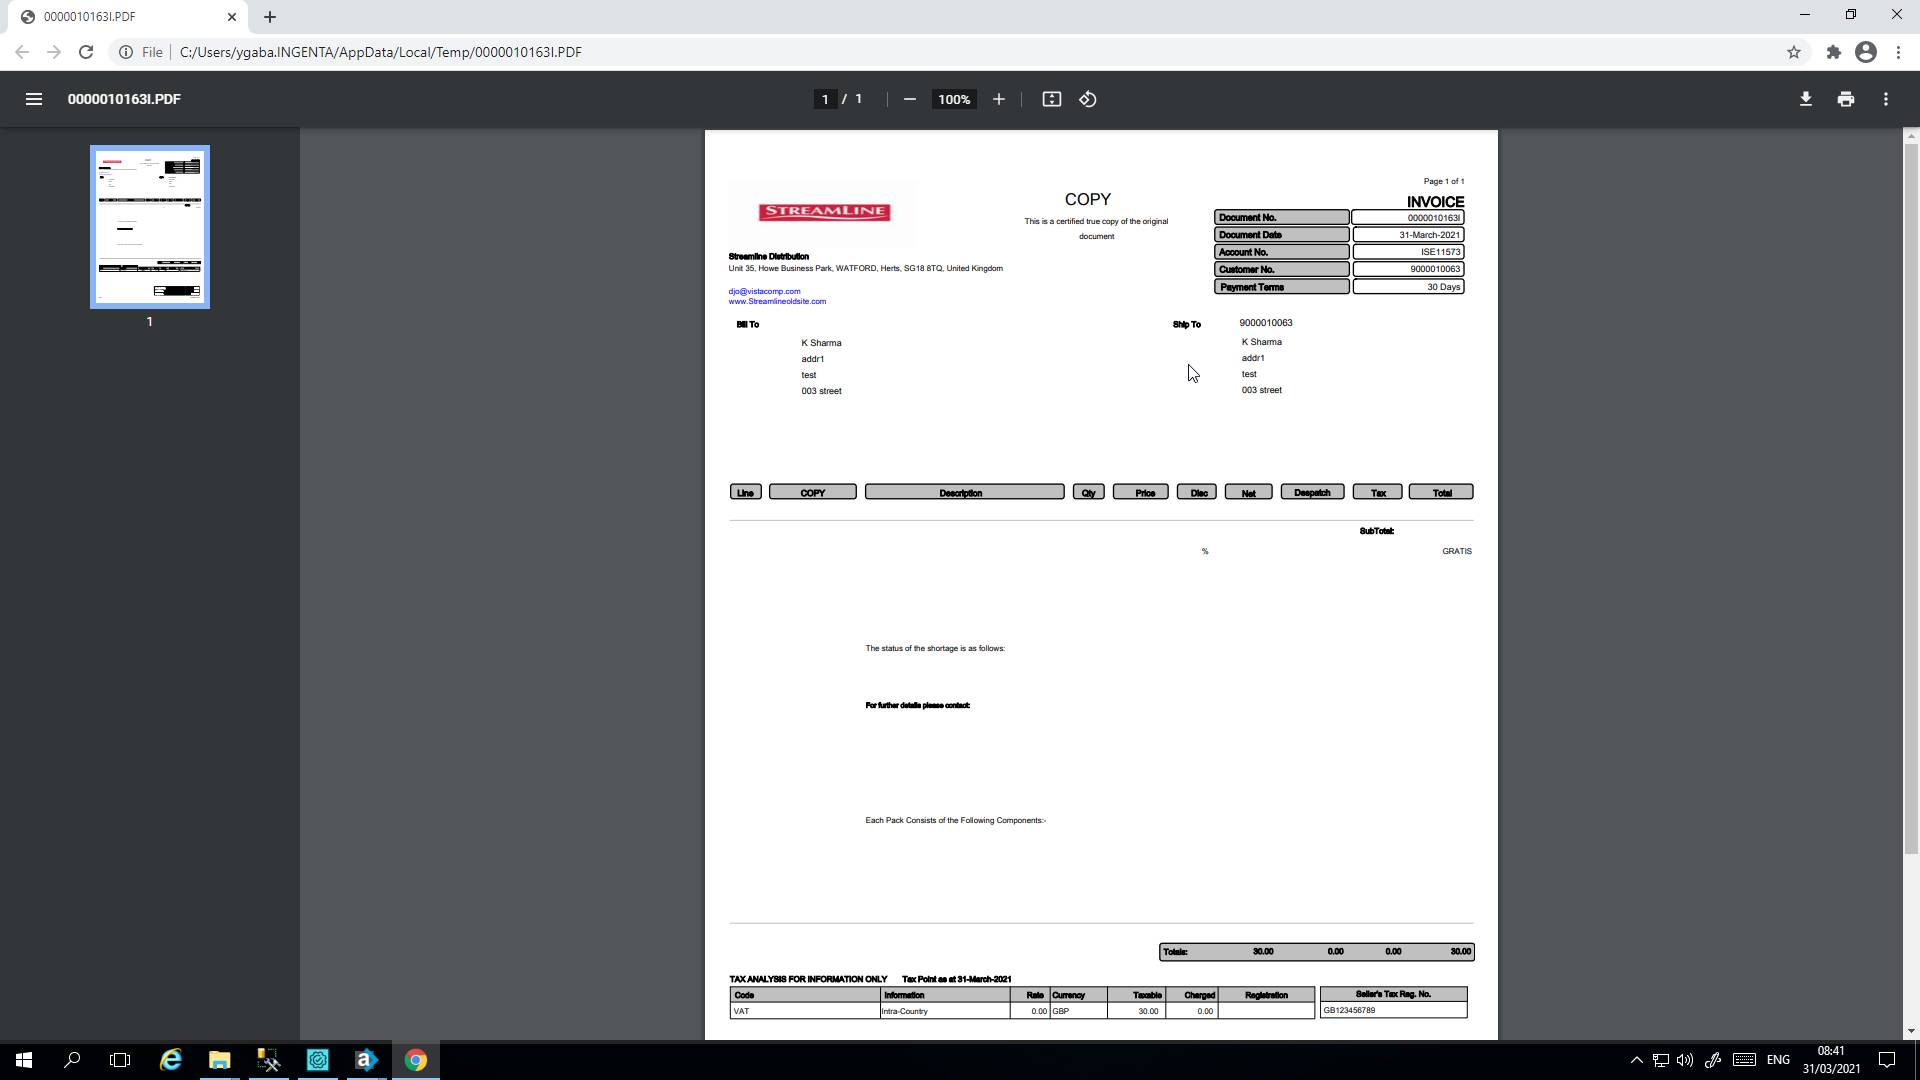 0000010163I.PDF
File
C:/Users/ygaba.INGENTA/AppData/Local/Temp/0000010163I.PDF
0000010163I.PDF
1 / 1
100%
1
Page 1 of 1
STREAMLINE
COPY
This is a certified true copy of the original
document
INVOICE
Document No. 0000010163I
Document Date 31-March-2021
Account No. ISE11573
Customer No. 9000010063
Payment Terms 30 Days
Streamline Distribution
Unit 35, Howe Business Park, WATFORD, Herts, SG18 8TQ, United Kingdom
djo@vistacomp.com
www.Streamlineoldsite.com
Bill To
K Sharma
addr1
test
003 street
Ship To 9000010063
K Sharma
addr1
test
003 street
Line COPY Description Qty Price Disc Net Despatch Tax Total
SubTotal:
% GRATIS
The status of the shortage is as follows:
For further details please contact:
Each Pack Consists of the Following Components:-
Totals: 30.00 0.00 0.00 30.00
TAX ANALYSIS FOR INFORMATION ONLY Tax Point as at 31-March-2021
Code Information Rate Currency Taxable Charged Registration Seller's Tax Reg. No.
VAT Intra-Country 0.00 GBP 30.00 0.00 GB123456789
ENG
08:41
31/03/2021